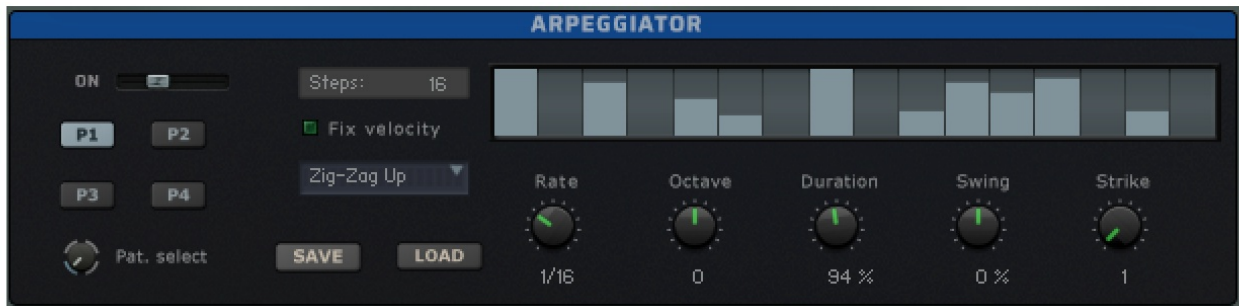 ARPEGGIATOR
ON
Steps: 16
Fix velocity
P1 P2
Zig-Zag Up
P3 P4
Rate Octave Duration Swing Strike
Pat. select
SAVE LOAD
1/16 0 94 % 0 % 1